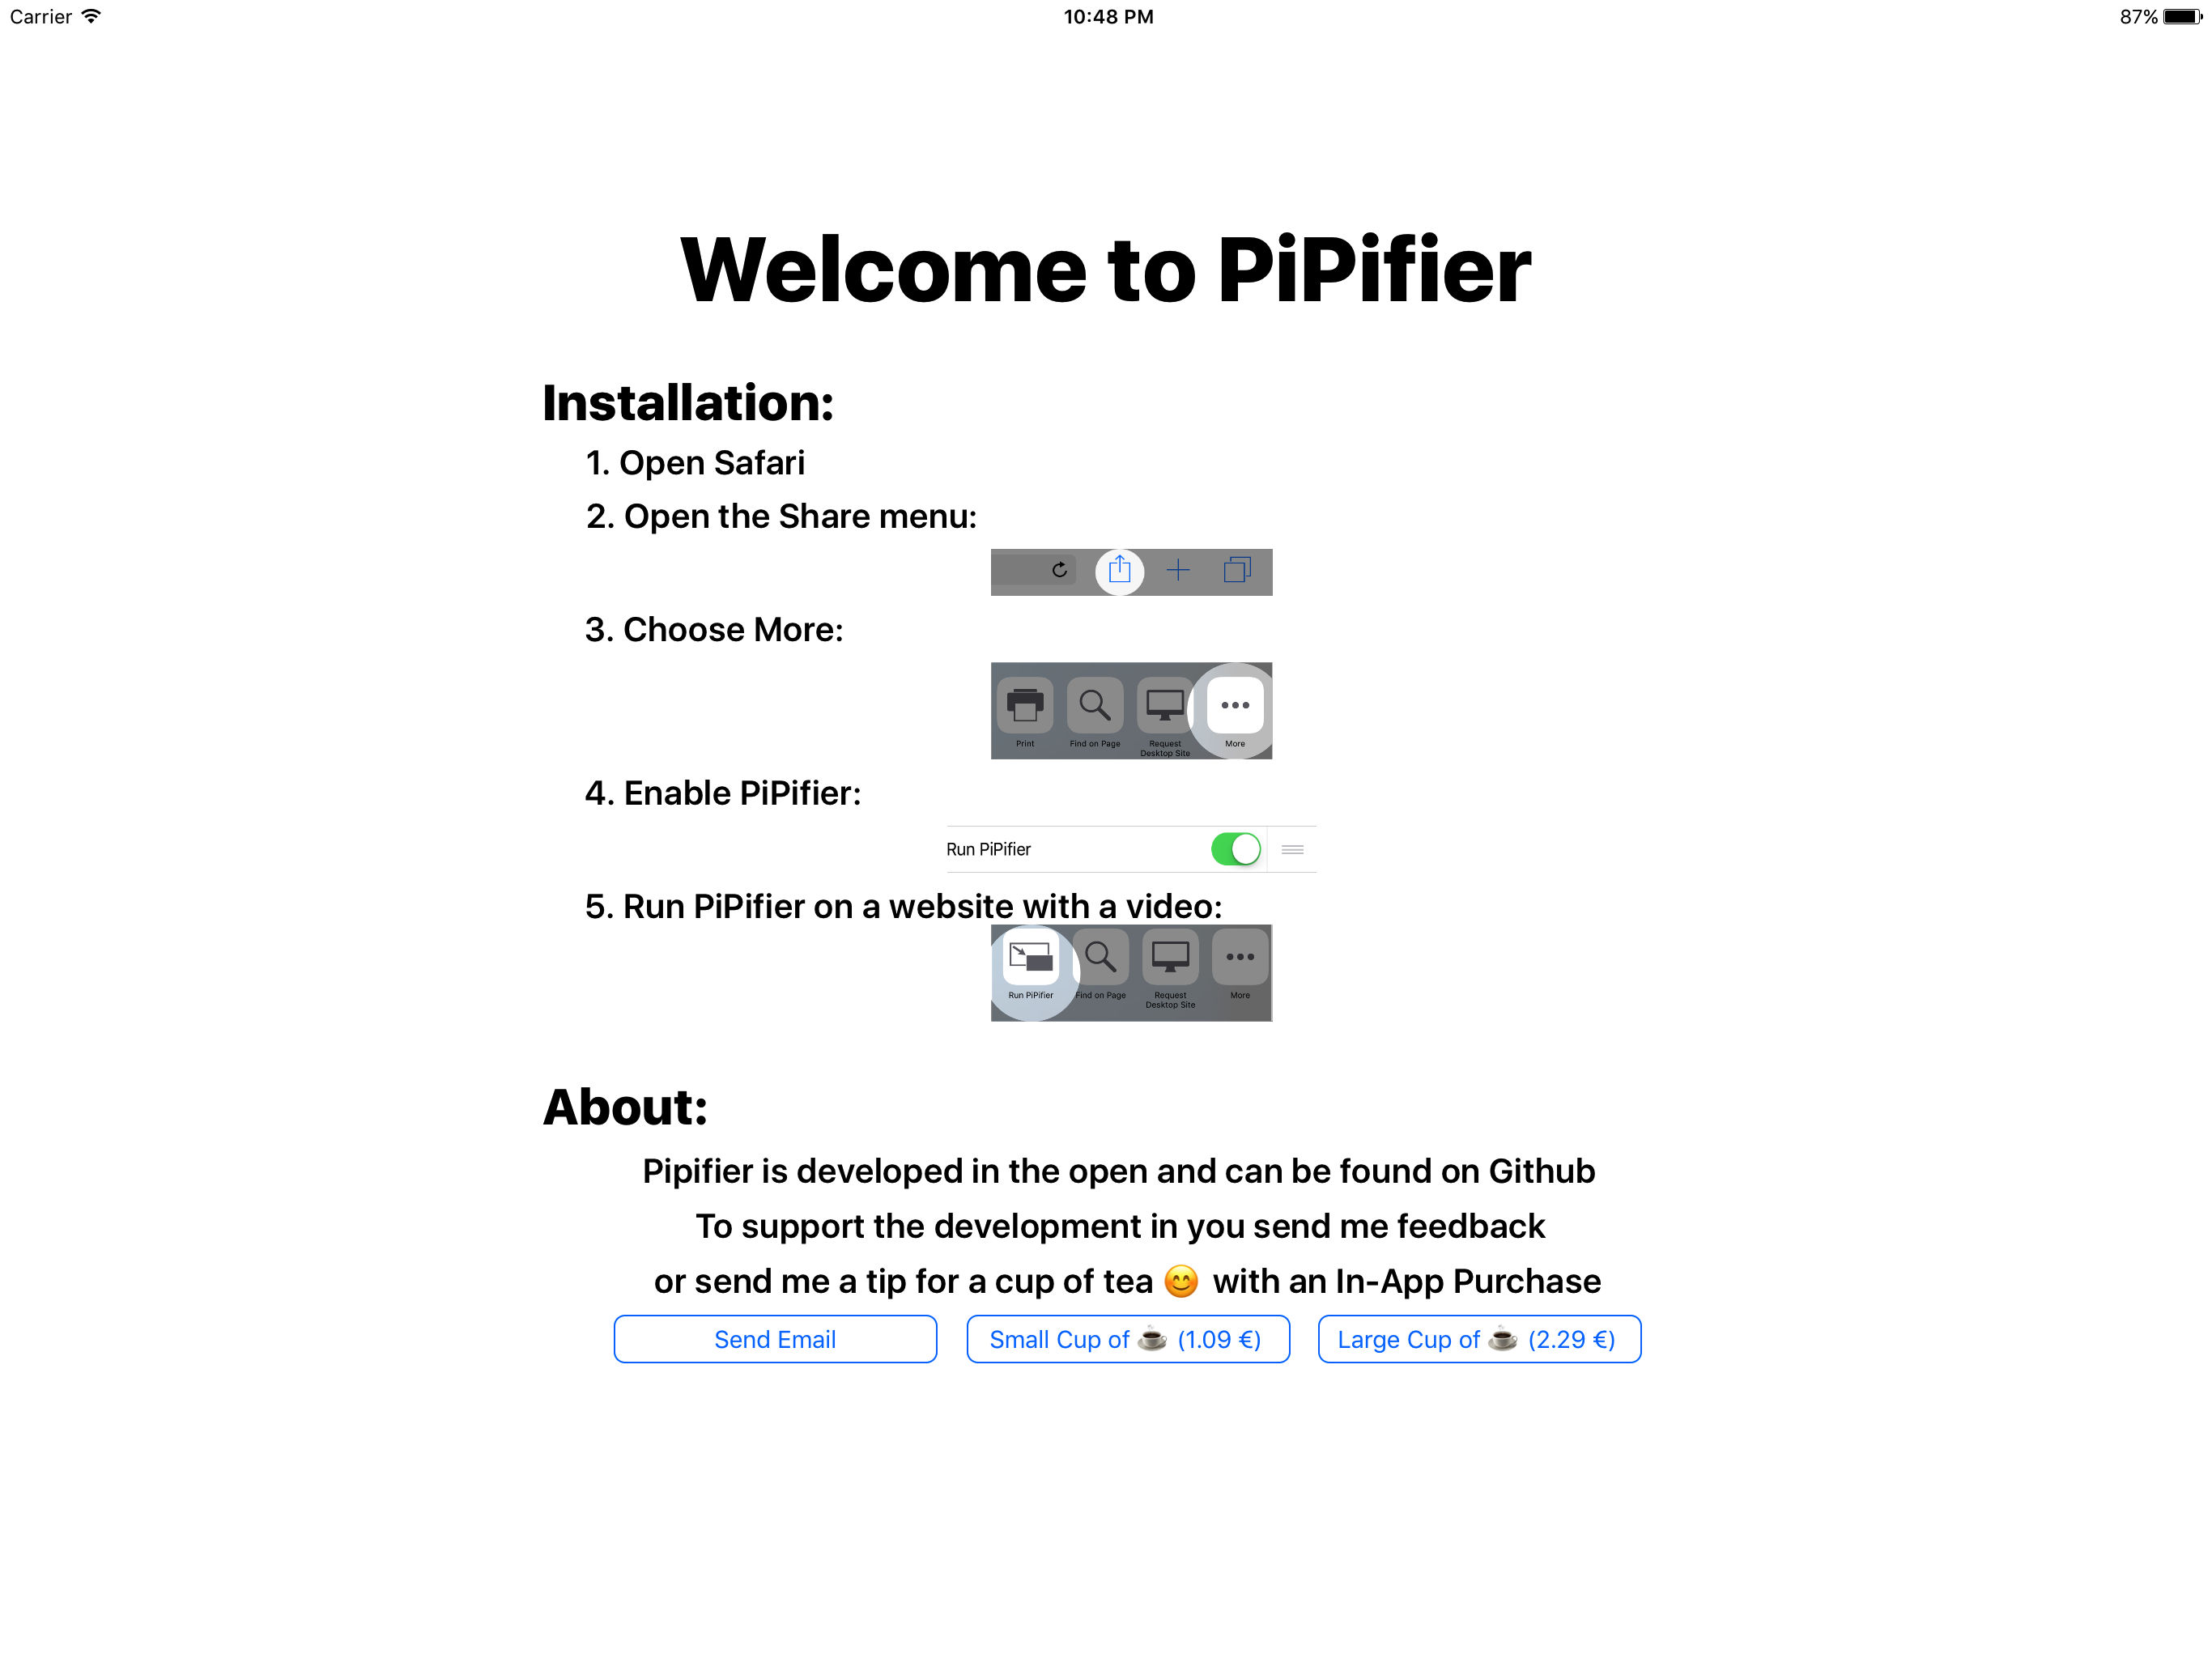 Carrier 10:48 PM 87%
Welcome to PiPifier
Installation:
1. Open Safari
2. Open the Share menu:
3. Choose More:
Print Find on Page Request Desktop Site More
4. Enable PiPifier:
Run PiPifier
5. Run PiPifier on a website with a video:
Run PiPifier Find on Page Request Desktop Site More
About:
Pipifier is developed in the open and can be found on Github
To support the development in you send me feedback
or send me a tip for a cup of tea 😊 with an In-App Purchase
Send Email Small Cup of ☕ (1.09 €) Large Cup of ☕ (2.29 €)